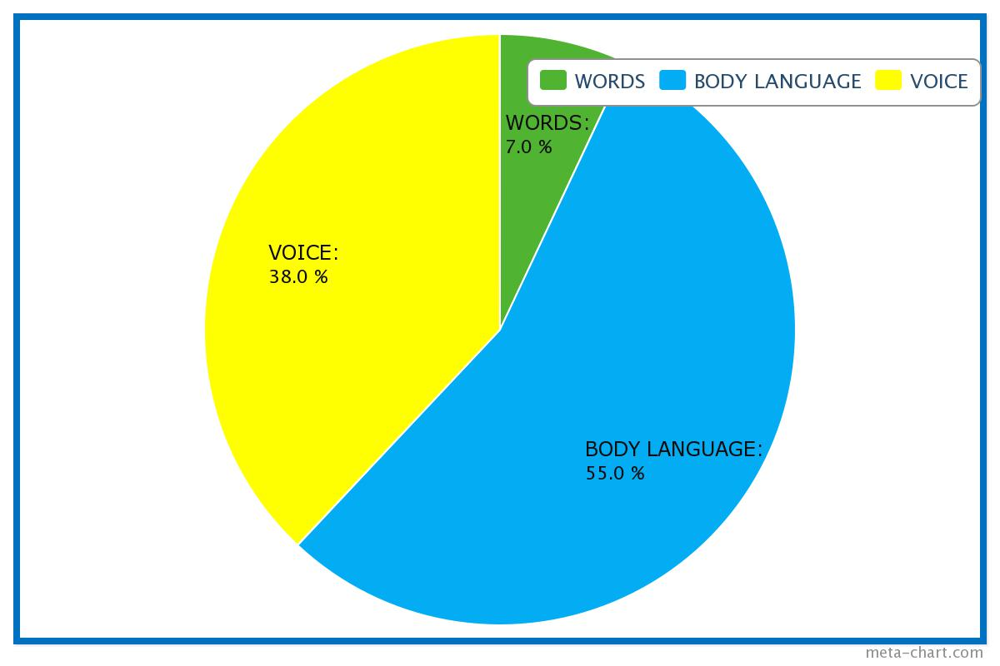 WORDS BODY LANGUAGE VOICE
WORDS:
7.0 %
VOICE:
38.0 %
BODY LANGUAGE:
55.0 %
meta-chart.com